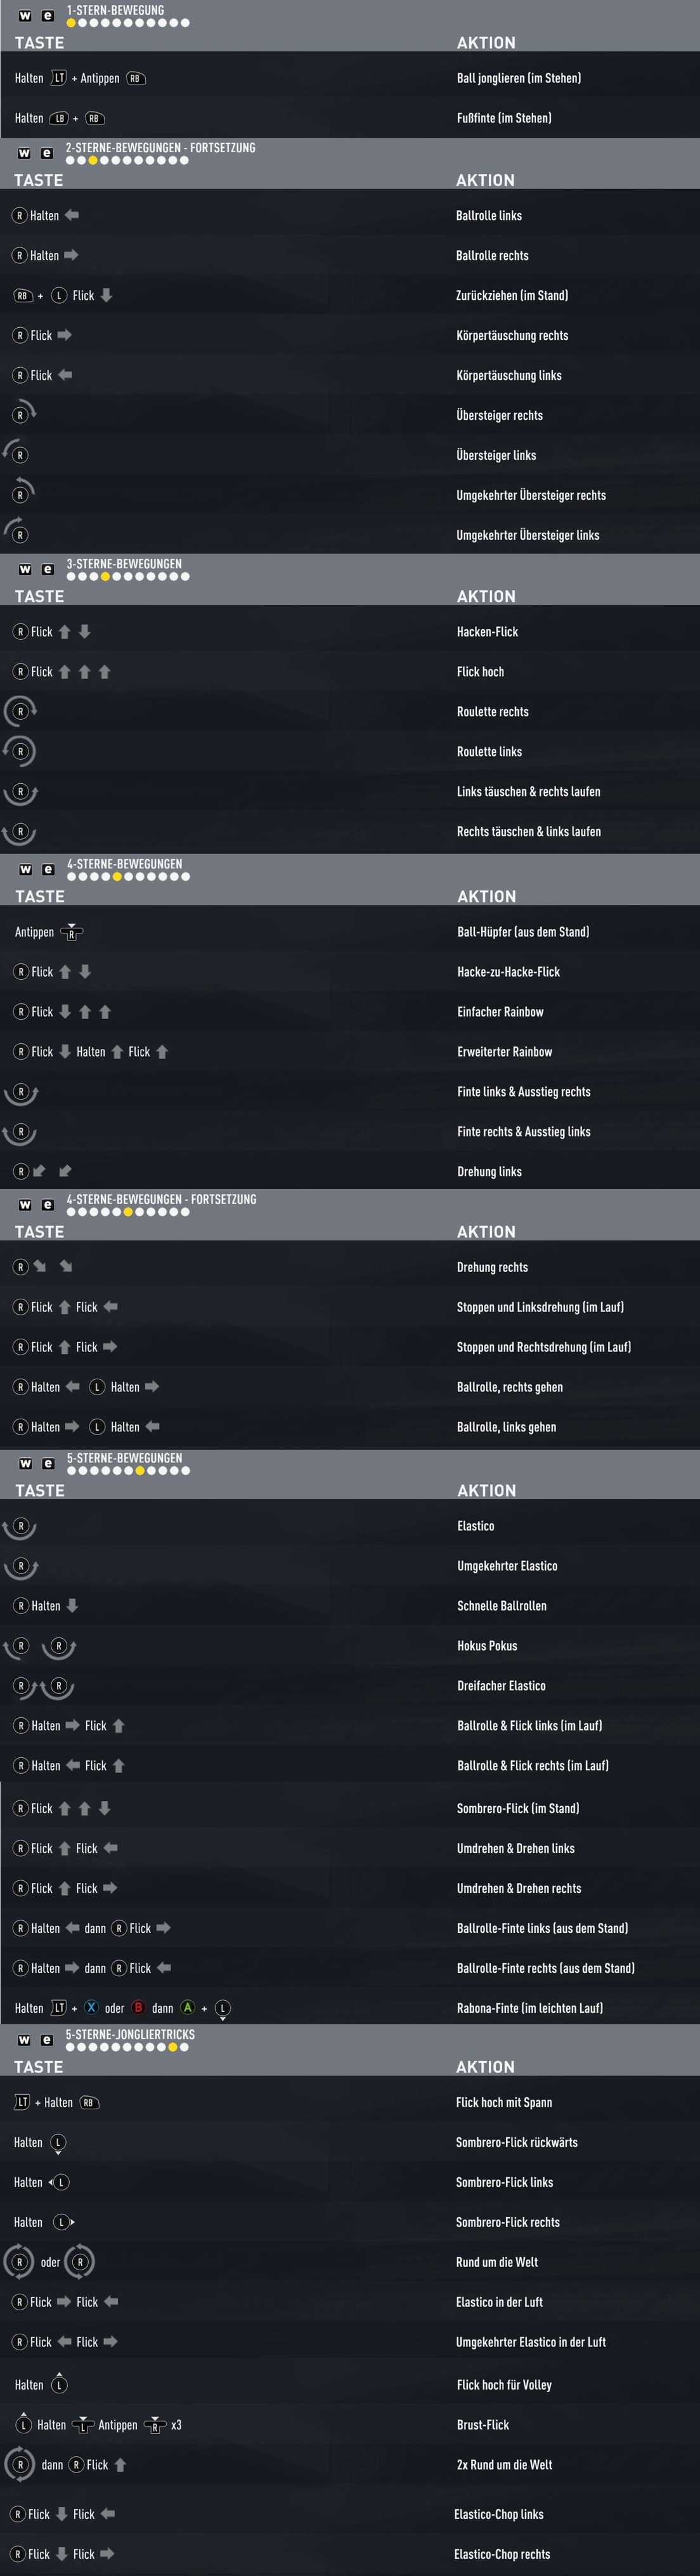 w e 1-STERN-BEWEGUNG
TASTE AKTION
Halten LT + Antippen RB Ball jonglieren (im Stehen)
Halten LB + RB Fußfinte (im Stehen)
w e 2-STERNE-BEWEGUNGEN - FORTSETZUNG
TASTE AKTION
R Halten Ballrolle links
R Halten Ballrolle rechts
RB + L Flick Zurückziehen (im Stand)
R Flick Körpertäuschung rechts
R Flick Körpertäuschung links
R Übersteiger rechts
R Übersteiger links
R Umgekehrter Übersteiger rechts
R Umgekehrter Übersteiger links
w e 3-STERNE-BEWEGUNGEN
TASTE AKTION
R Flick Hacken-Flick
R Flick Flick hoch
R Roulette rechts
R Roulette links
R Links täuschen & rechts laufen
R Rechts täuschen & links laufen
w e 4-STERNE-BEWEGUNGEN
TASTE AKTION
Antippen R Ball-Hüpfer (aus dem Stand)
R Flick Hacke-zu-Hacke-Flick
R Flick Einfacher Rainbow
R Flick Halten Flick Erweiterter Rainbow
R Finte links & Ausstieg rechts
R Finte rechts & Ausstieg links
R Drehung links
w e 4-STERNE-BEWEGUNGEN - FORTSETZUNG
TASTE AKTION
R Drehung rechts
R Flick Flick Stoppen und Linksdrehung (im Lauf)
R Flick Flick Stoppen und Rechtsdrehung (im Lauf)
R Halten L Halten Ballrolle, rechts gehen
R Halten L Halten Ballrolle, links gehen
w e 5-STERNE-BEWEGUNGEN
TASTE AKTION
R Elastico
R Umgekehrter Elastico
R Halten Schnelle Ballrollen
R R Hokus Pokus
R R Dreifacher Elastico
R Halten Flick Ballrolle & Flick links (im Lauf)
R Halten Flick Ballrolle & Flick rechts (im Lauf)
R Flick Sombrero-Flick (im Stand)
R Flick Flick Umdrehen & Drehen links
R Flick Flick Umdrehen & Drehen rechts
R Halten dann R Flick Ballrolle-Finte links (aus dem Stand)
R Halten dann R Flick Ballrolle-Finte rechts (aus dem Stand)
Halten LT + X oder B dann A + L Rabona-Finte (im leichten Lauf)
w e 5-STERNE-JONGLIERTRICKS
TASTE AKTION
LT + Halten RB Flick hoch mit Spann
Halten L Sombrero-Flick rückwärts
Halten L Sombrero-Flick links
Halten L Sombrero-Flick rechts
R oder R Rund um die Welt
R Flick Flick Elastico in der Luft
R Flick Flick Umgekehrter Elastico in der Luft
Halten L Flick hoch für Volley
L Halten L Antippen R x3 Brust-Flick
R dann R Flick 2x Rund um die Welt
R Flick Flick Elastico-Chop links
R Flick Flick Elastico-Chop rechts